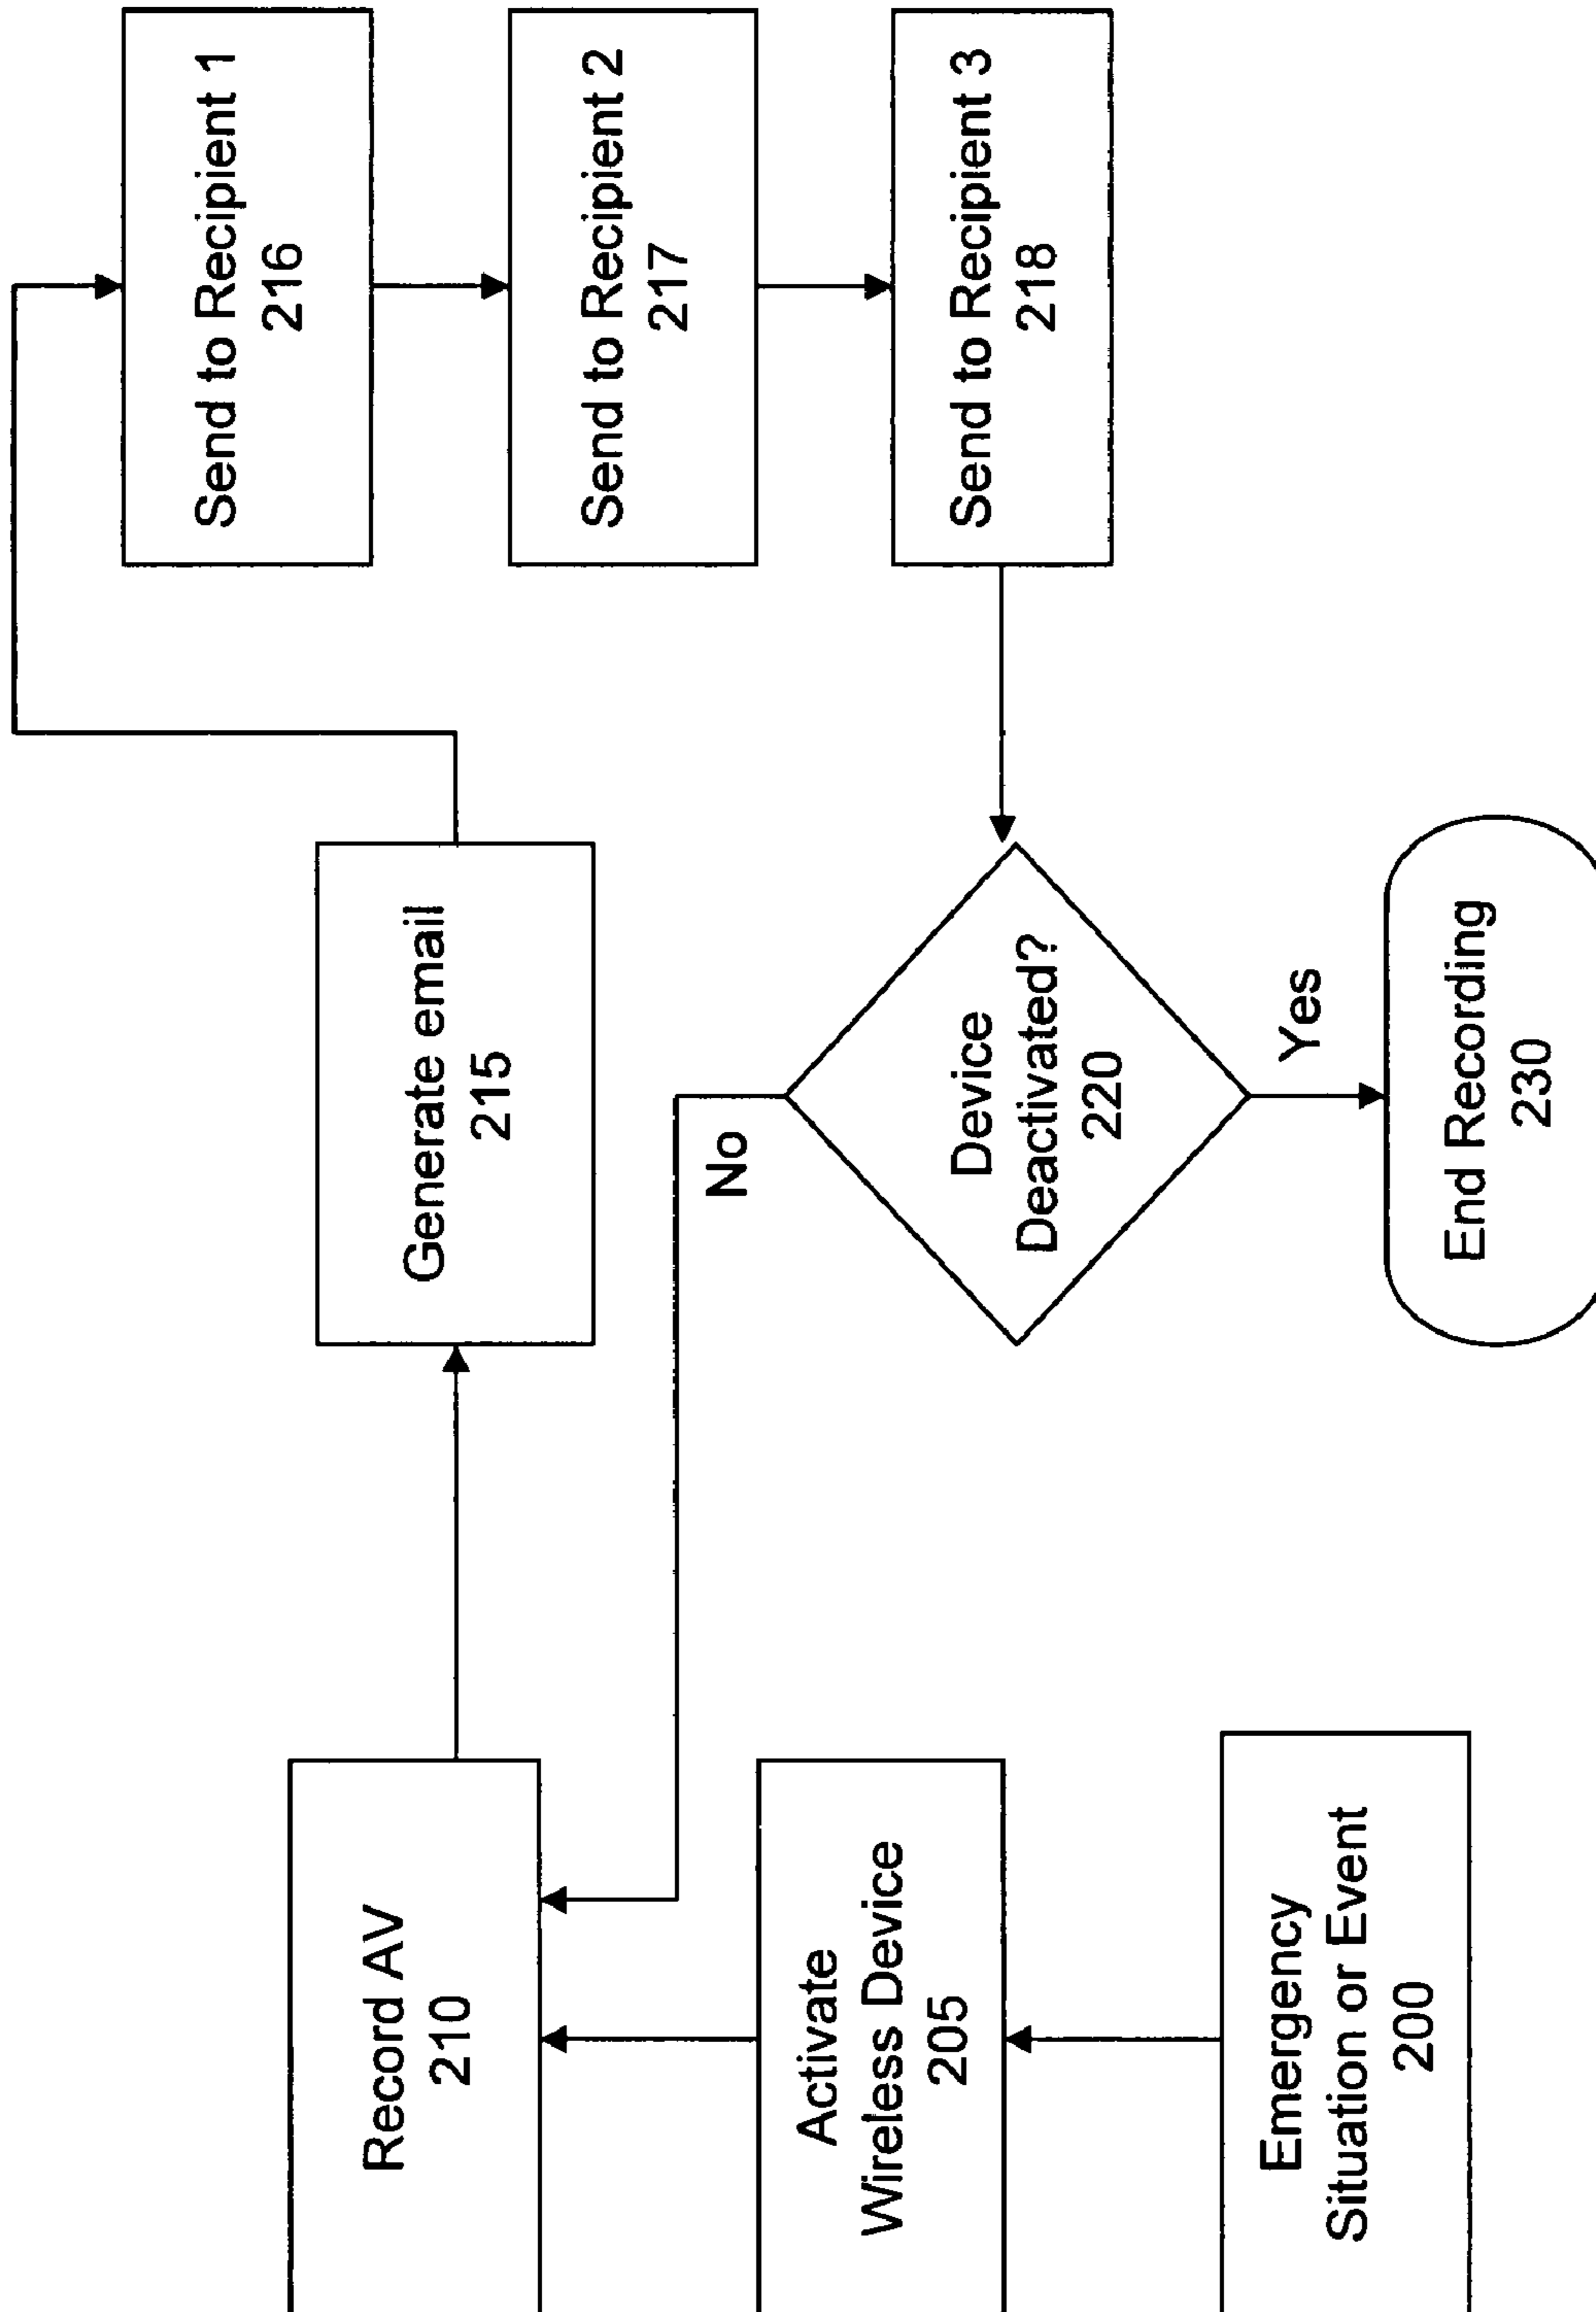 Emergency
Situation or Event
200
Activate
Wireless Device
205
Record AV
210
Generate email
215
Send to Recipient 1
216
Send to Recipient 2
217
Send to Recipient 3
218
Device
Deactivated?
220
No
Yes
End Recording
230